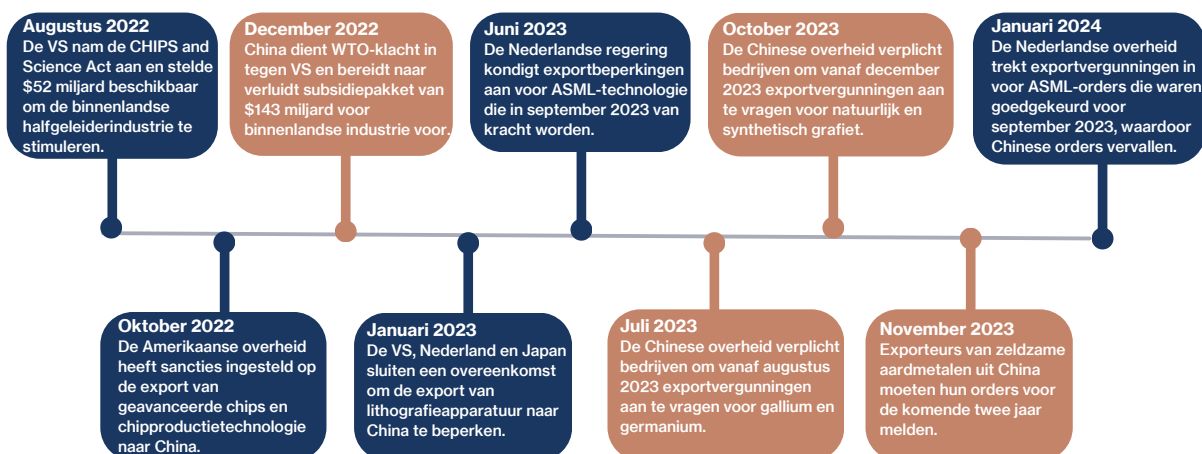 Augustus 2022
De VS nam de CHIPS and
Science Act aan en stelde
$52 miljard beschikbaar
om de binnenlandse
halfgeleiderindustrie te
stimuleren.
December 2022
China dient WTO-klacht in
tegen VS en bereidt naar
verluidt subsidiepakket van
$143 miljard voor
binnenlandse industrie voor.
Juni 2023
De Nederlandse regering
kondigt exportbeperkingen
aan voor ASML-technologie
die in september 2023 van
kracht worden.
October 2023
De Chinese overheid verplicht
bedrijven om vanaf december
2023 exportvergunningen aan
te vragen voor natuurlijk en
synthetisch grafiet.
Januari 2024
De Nederlandse overheid
trekt exportvergunningen in
voor ASML-orders die waren
goedgekeurd voor
september 2023, waardoor
Chinese orders vervallen.
Oktober 2022
De Amerikaanse overheid
heeft sancties ingesteld op
de export van
geavanceerde chips en
chipproductietechnologie
naar China.
Januari 2023
De VS, Nederland en Japan
sluiten een overeenkomst
om de export van
lithografieapparatuur naar
China te beperken.
Juli 2023
De Chinese overheid verplicht
bedrijven om vanaf augustus
2023 exportvergunningen
aan te vragen voor gallium en
germanium.
November 2023
Exporteurs van zeldzame
aardmetalen uit China
moeten hun orders voor
de komende twee jaar
melden.